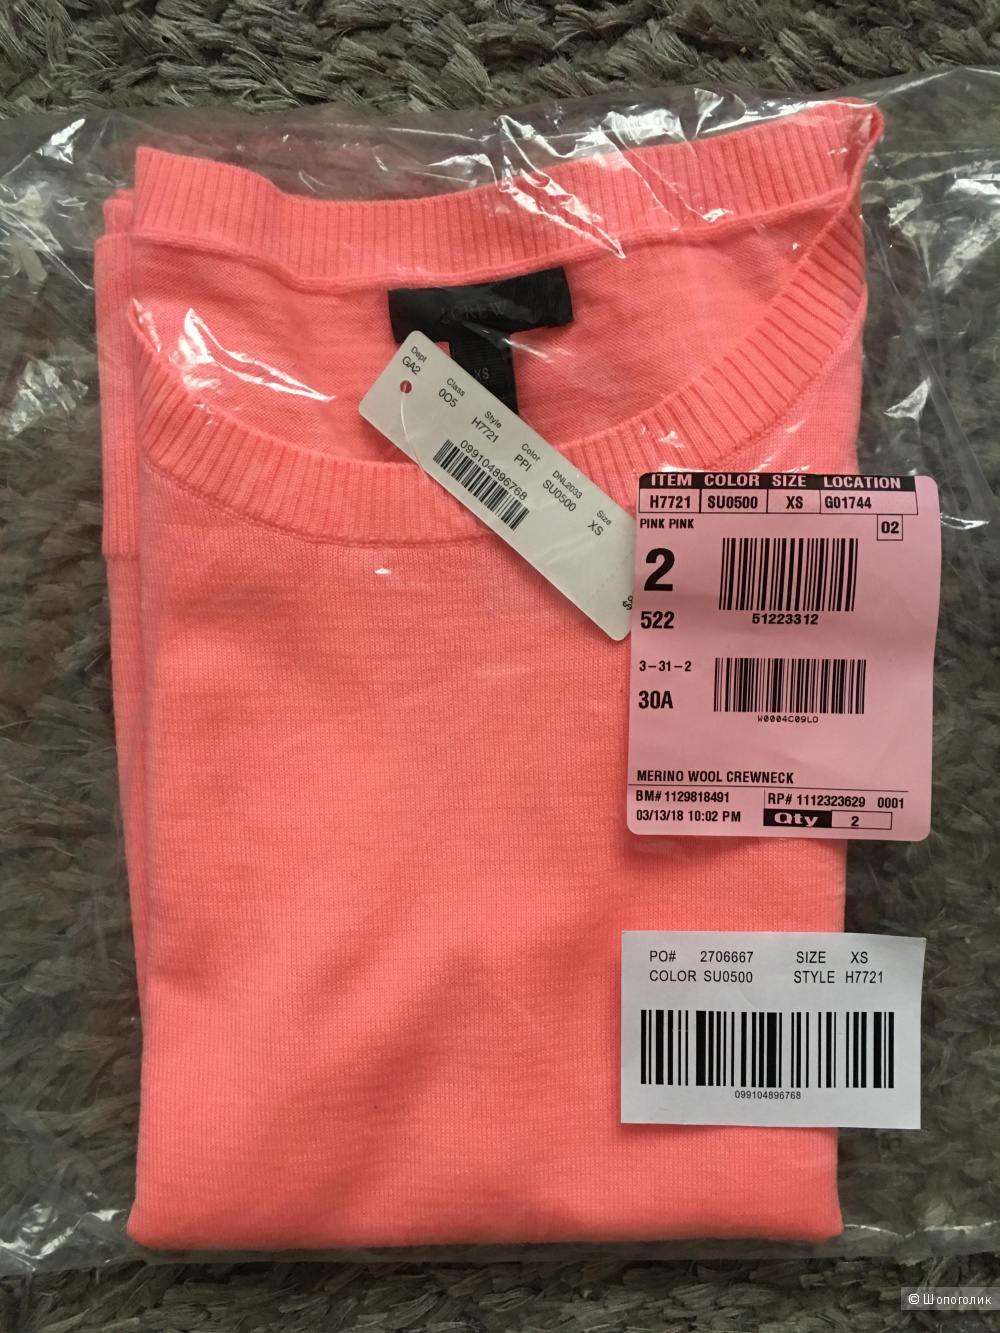 J.CREW
XS
Dept Class Style Color DNL2033 Size
GA2 0O5 H7721 PPI SU0500 XS
099104896768
ITEM COLOR SIZE LOCATION
H7721 SU0500 XS G01744
PINK PINK 02
2
522
51223312
3-31-2
30A
W0004C09LO
MERINO WOOL CREWNECK
BM# 1129818491 RP# 1112323629 0001
03/13/18 10:02 PM Qty 2
PO# 2706667 SIZE XS
COLOR SU0500 STYLE H7721
099104896768
© Шопоголик